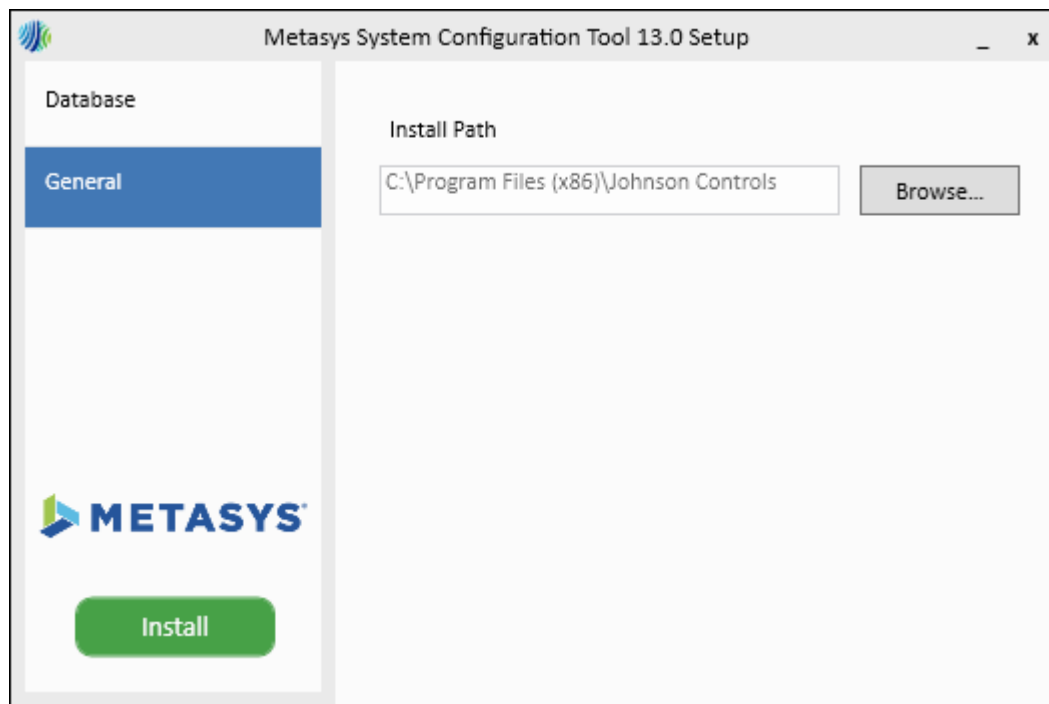 Metasys System Configuration Tool 13.0 Setup
_ x
Database
General
Install Path
C:\Program Files (x86)\Johnson Controls
Browse...
METASYS
Install